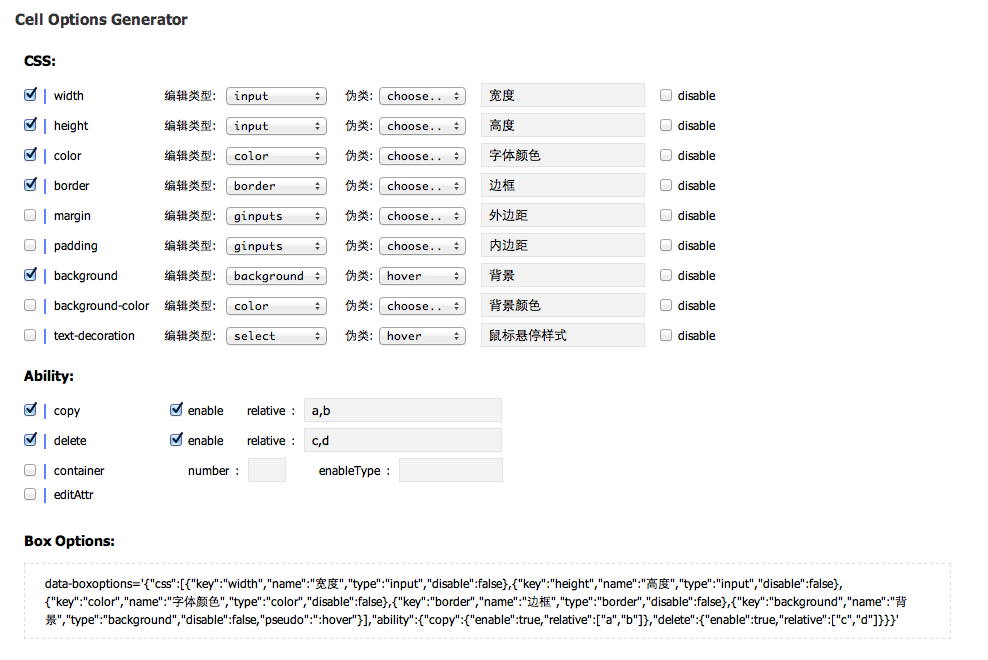 Cell Options Generator
CSS:
width 编辑类型: input 伪类: choose.. 宽度 disable
height 编辑类型: input 伪类: choose.. 高度 disable
color 编辑类型: color 伪类: choose.. 字体颜色 disable
border 编辑类型: border 伪类: choose.. 边框 disable
margin 编辑类型: ginputs 伪类: choose.. 外边距 disable
padding 编辑类型: ginputs 伪类: choose.. 内边距 disable
background 编辑类型: background 伪类: hover 背景 disable
background-color 编辑类型: color 伪类: choose.. 背景颜色 disable
text-decoration 编辑类型: select 伪类: hover 鼠标悬停样式 disable
Ability:
copy enable relative : a,b
delete enable relative : c,d
container number : enableType :
editAttr
Box Options:
data-boxoptions='{"css":[{"key":"width","name":"宽度","type":"input","disable":false},{"key":"height","name":"高度","type":"input","disable":false},
{"key":"color","name":"字体颜色","type":"color","disable":false},{"key":"border","name":"边框","type":"border","disable":false},{"key":"background","name":"背
景","type":"background","disable":false,"pseudo":":hover"}],"ability":{"copy":{"enable":true,"relative":["a","b"]},"delete":{"enable":true,"relative":["c","d"]}}}'